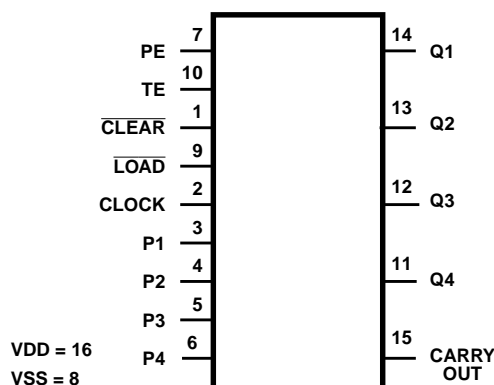 7
PE
10
TE
1
CLEAR
9
LOAD
2
CLOCK
3
P1
4
P2
5
P3
6
P4
VDD = 16
VSS = 8
14
Q1
13
Q2
12
Q3
11
Q4
15
CARRY
OUT